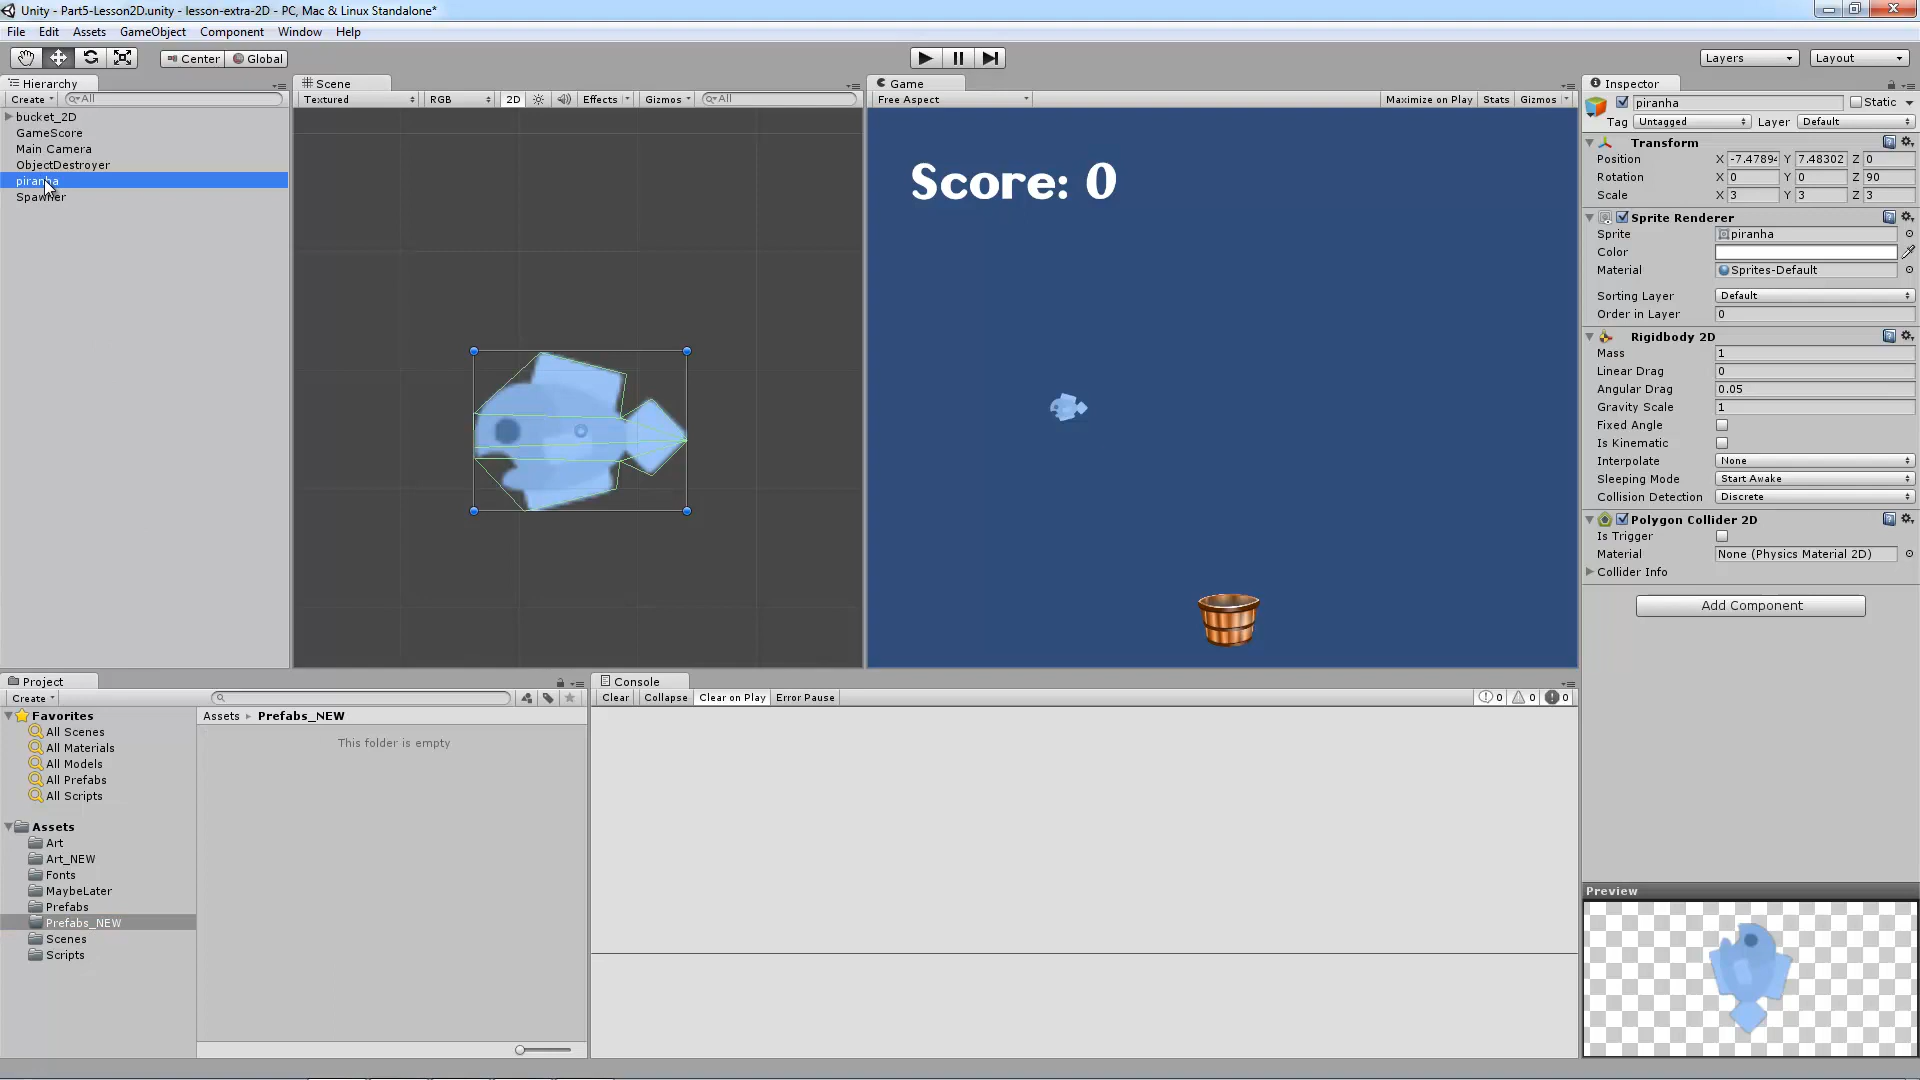 Unity - Part5-Lesson2D.unity - lesson-extra-2D - PC, Mac & Linux Standalone*
File Edit Assets GameObject Component Window Help
Center Global Layers Layout
Hierarchy
Create All
bucket_2D
GameScore
Main Camera
ObjectDestroyer
piranha
Spawner
Scene
Textured RGB 2D Effects Gizmos All
Game
Free Aspect Maximize on Play Stats Gizmos
Score: 0
Inspector
piranha Static
Tag Untagged Layer Default
Transform
Position X -7.47894 Y 7.48302 Z 0
Rotation X 0 Y 0 Z 90
Scale X 3 Y 3 Z 3
Sprite Renderer
Sprite piranha
Color
Material Sprites-Default
Sorting Layer Default
Order in Layer 0
Rigidbody 2D
Mass 1
Linear Drag 0
Angular Drag 0.05
Gravity Scale 1
Fixed Angle
Is Kinematic
Interpolate None
Sleeping Mode Start Awake
Collision Detection Discrete
Polygon Collider 2D
Is Trigger
Material None (Physics Material 2D)
Collider Info
Add Component
Preview
Project
Create
Favorites
All Scenes
All Materials
All Models
All Prefabs
All Scripts
Assets
Art
Art_NEW
Fonts
MaybeLater
Prefabs
Prefabs_NEW
Scenes
Scripts
Assets Prefabs_NEW
This folder is empty
Console
Clear Collapse Clear on Play Error Pause 0 0 0